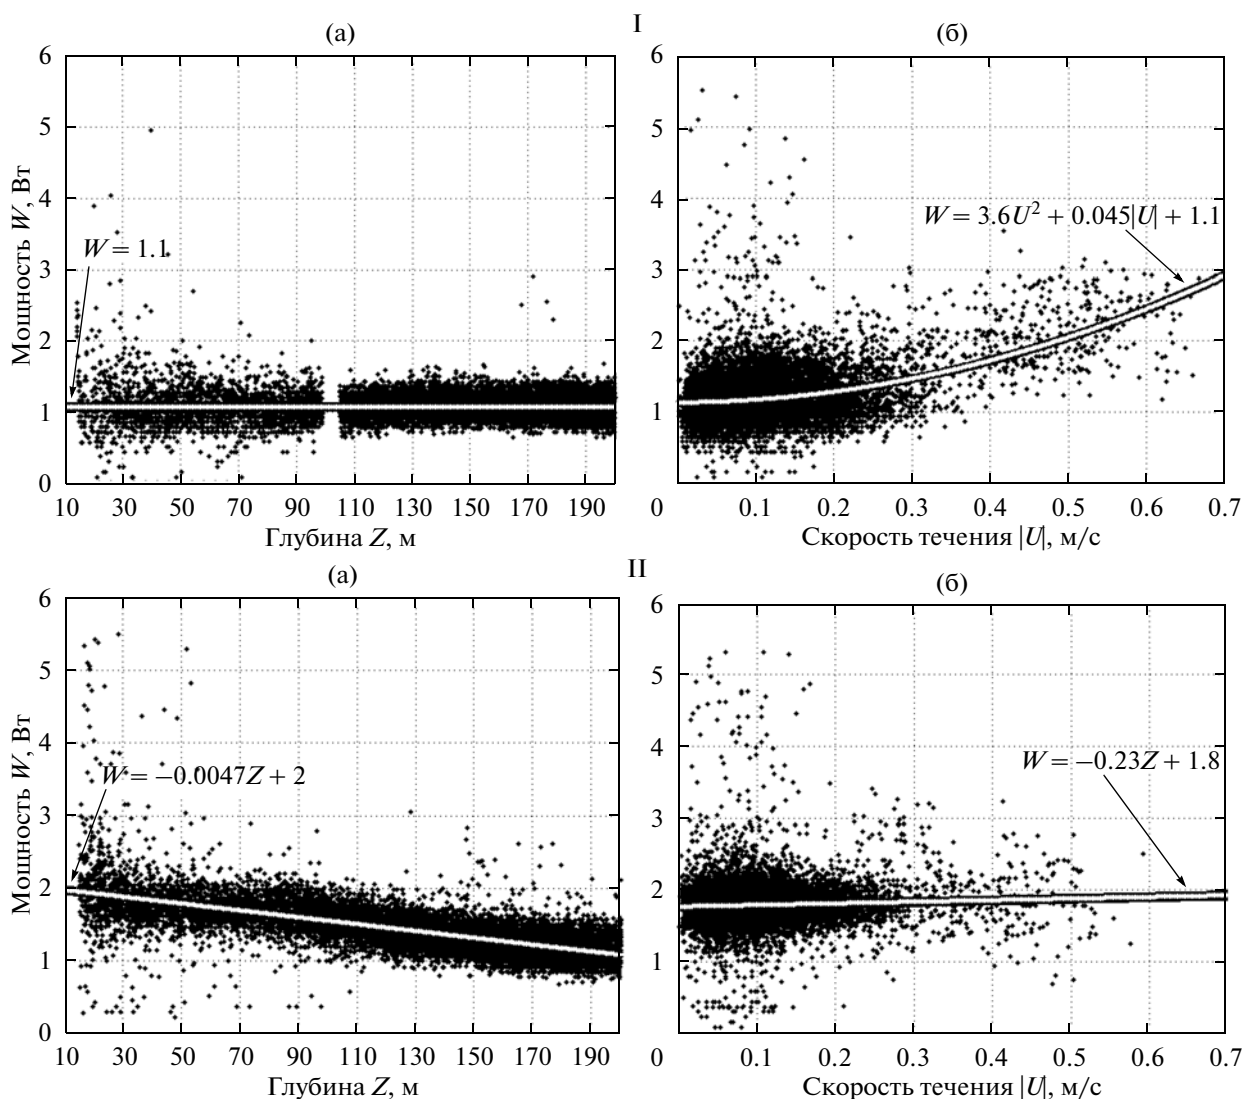 I
(а)
(б)
Мощность W, Вт
6
5
4
3
2
1
0
W = 1.1
10 30 50 70 90 110 130 150 170 190
Глубина Z, м
6
5
4
3
2
1
0
W = 3.6U² + 0.045|U| + 1.1
0.1 0.2 0.3 0.4 0.5 0.6 0.7
Скорость течения |U|, м/с
II
(а)
(б)
Мощность W, Вт
6
5
4
3
2
1
0
W = −0.0047Z + 2
10 30 50 70 90 110 130 150 170 190
Глубина Z, м
6
5
4
3
2
1
0
W = −0.23Z + 1.8
0.1 0.2 0.3 0.4 0.5 0.6 0.7
Скорость течения |U|, м/с